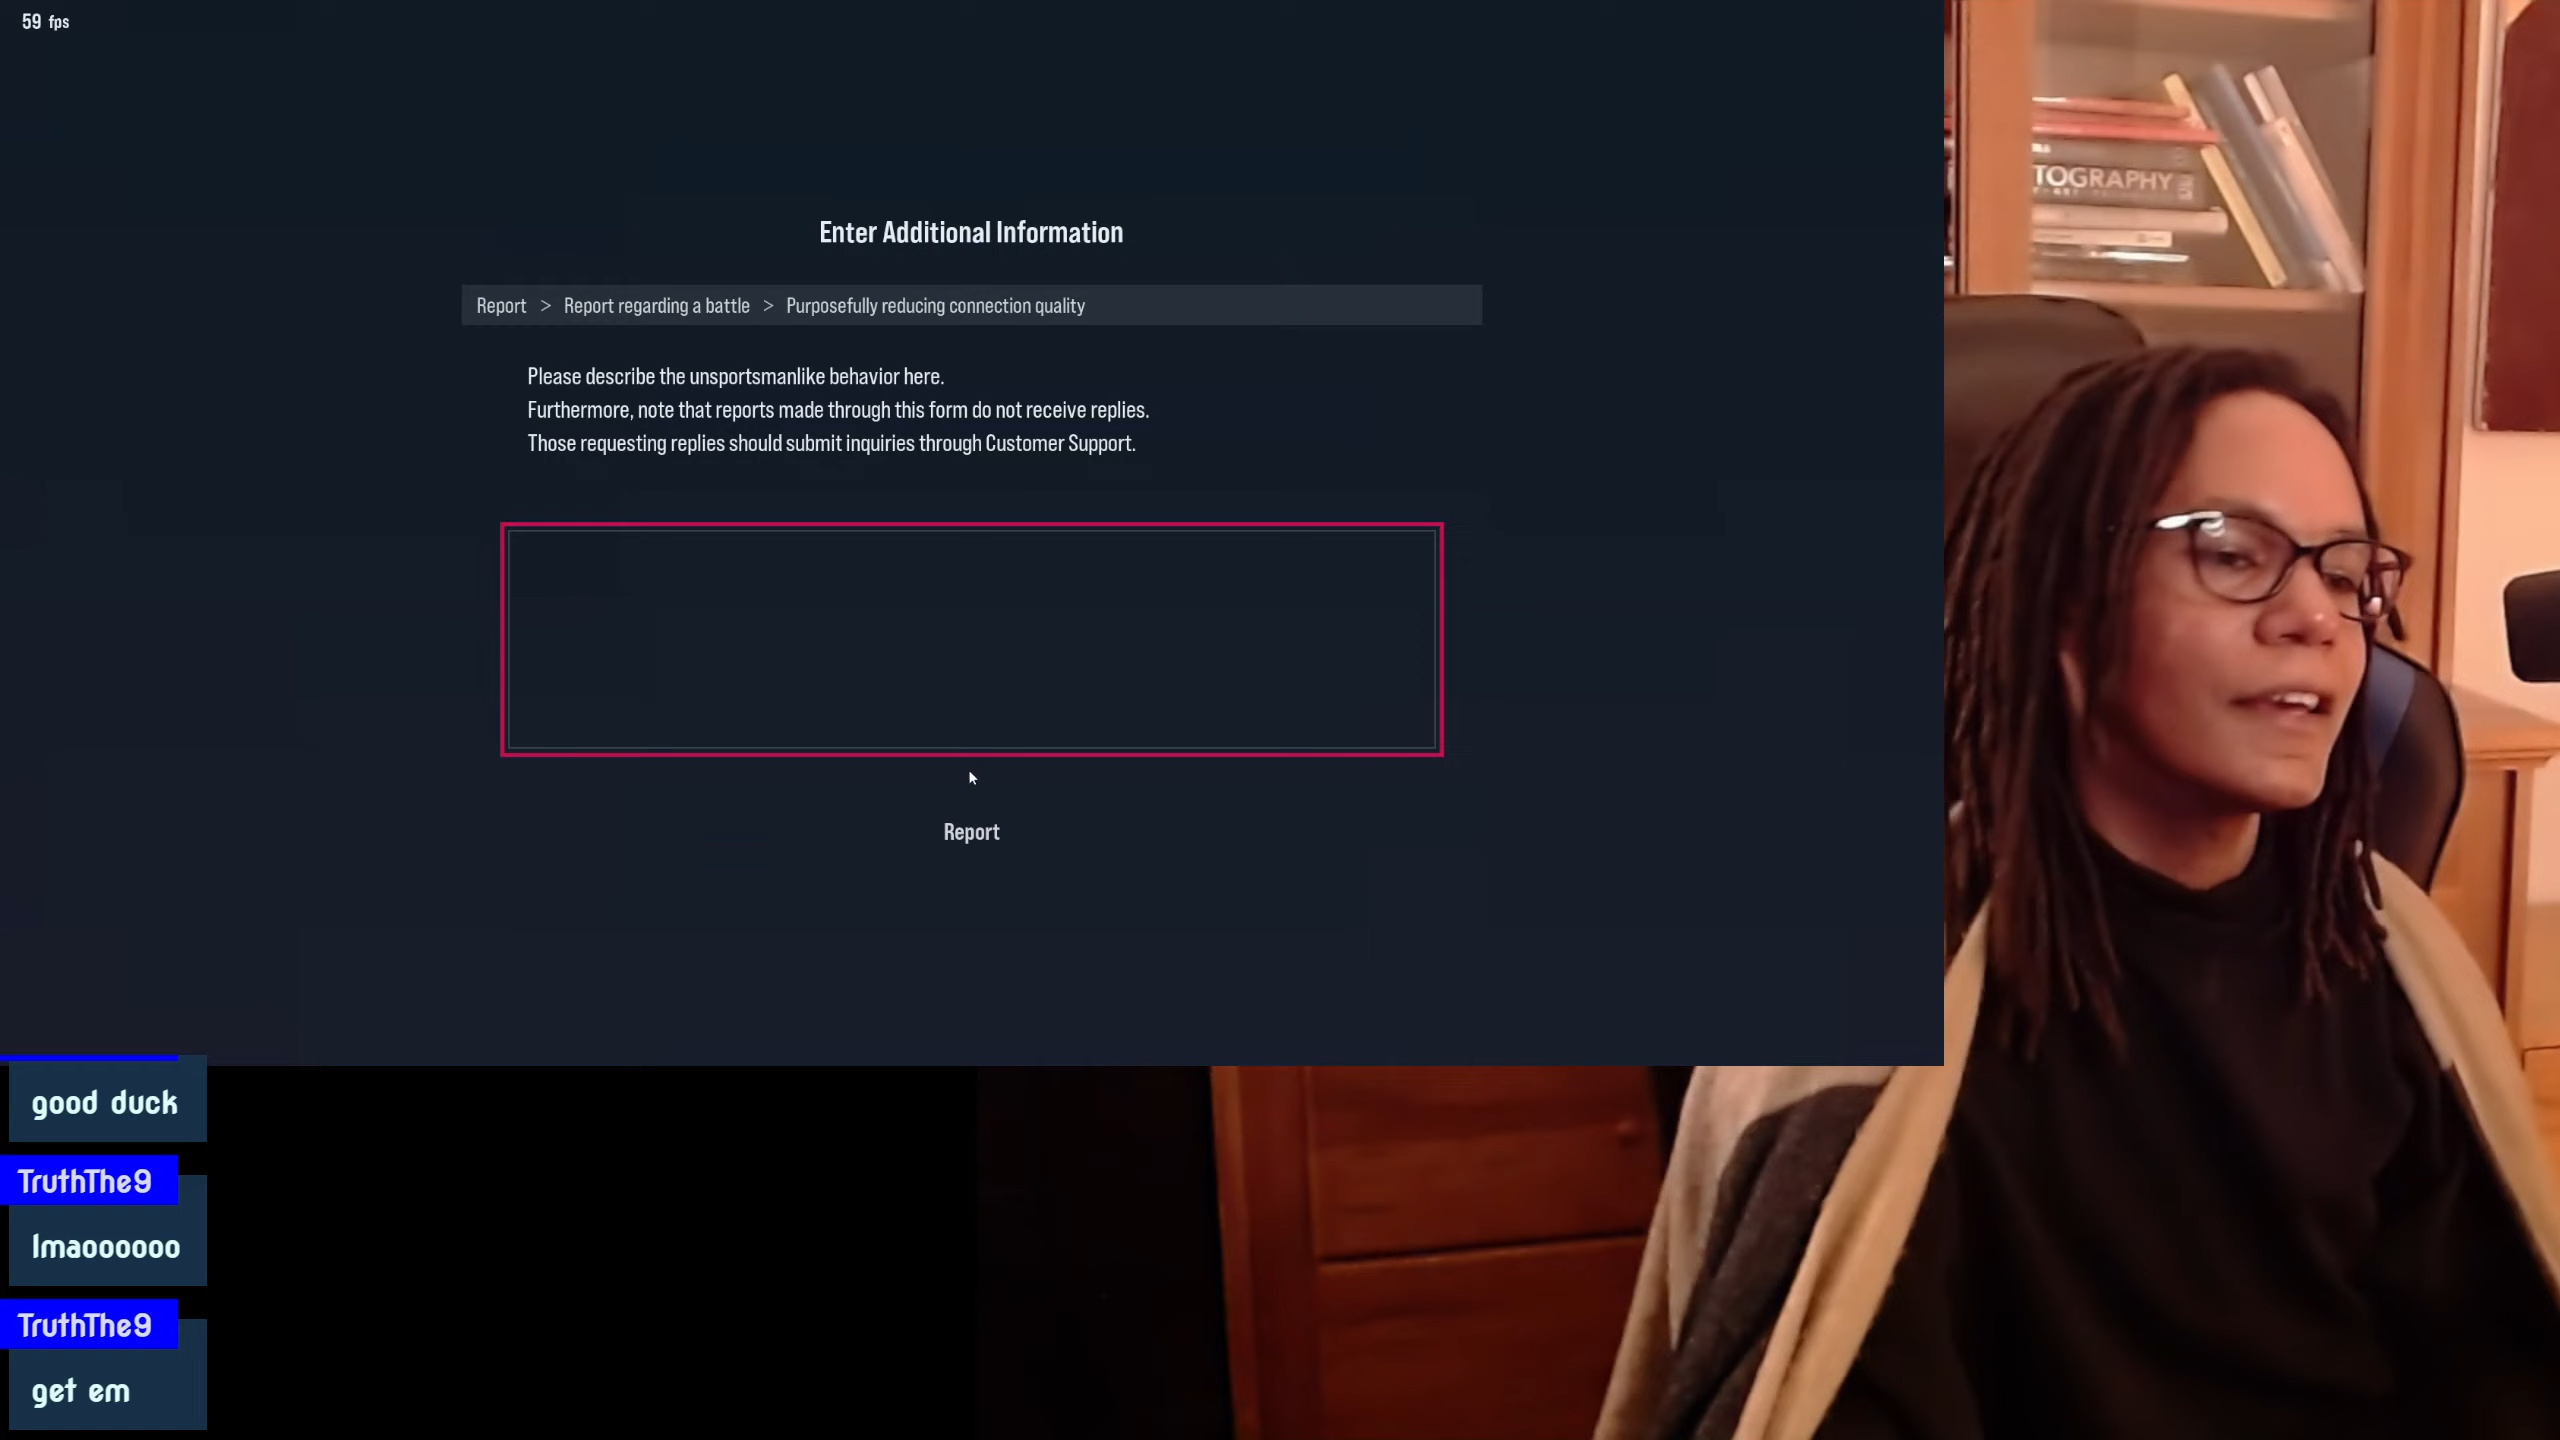 59 fps
Enter Additional Information
Report > Report regarding a battle > Purposefully reducing connection quality
Please describe the unsportsmanlike behavior here.
Furthermore, note that reports made through this form do not receive replies.
Those requesting replies should submit inquiries through Customer Support.
Report
TOGRAPHY
good duck
TruthThe9
lmaoooooo
TruthThe9
get em